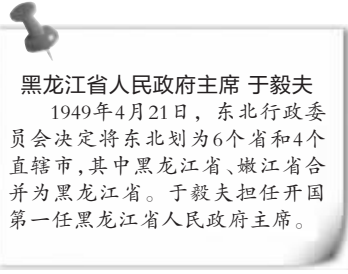 黑龙江省人民政府主席 于毅夫
1949年4月21日，东北行政委
员会决定将东北划为6个省和4个
直辖市,其中黑龙江省、嫩江省合
并为黑龙江省。于毅夫担任开国
第一任黑龙江省人民政府主席。